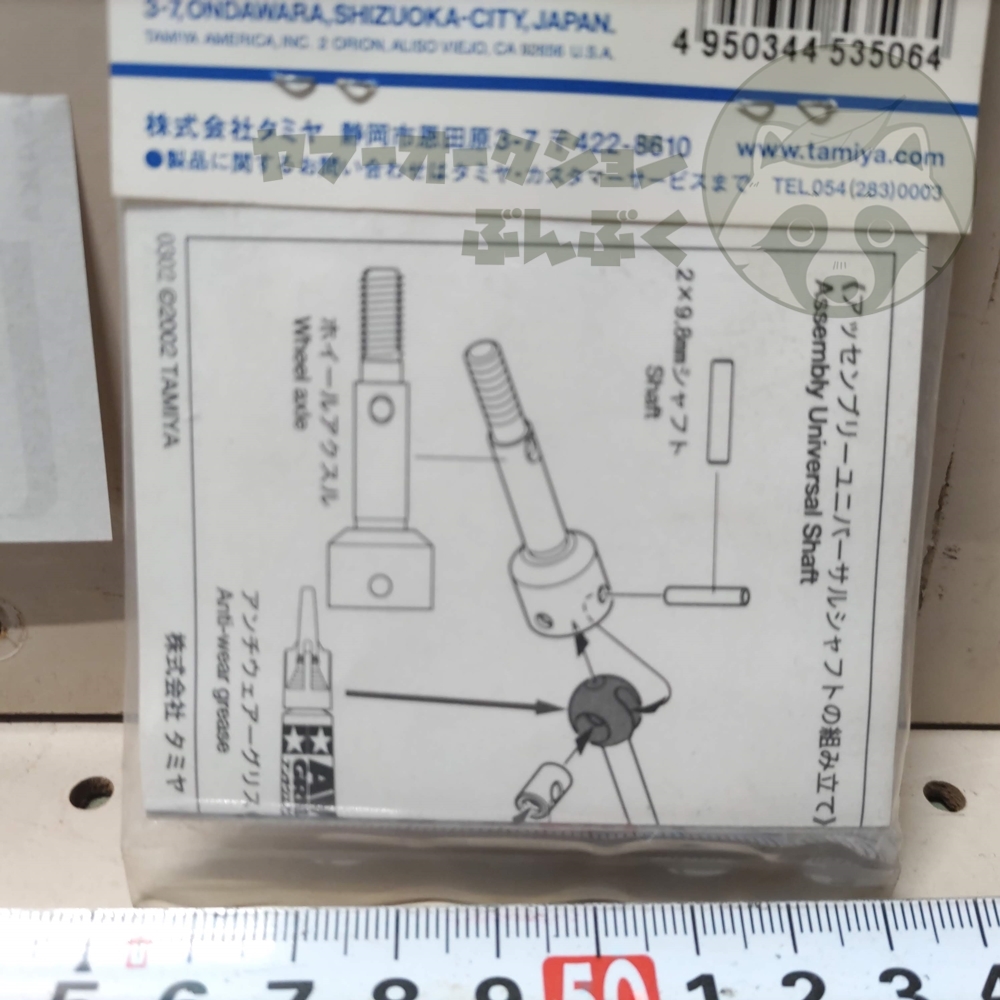 3-7, ONDAWARA, SHIZUOKA-CITY, JAPAN.
TAMIYA AMERICA, INC. 2 ORION, ALISO VIEJO, CA 92656 U.S.A.
4 950344 535064
株式会社タミヤ 静岡市恩田原3-7 〒422-8610
www.tamiya.com
●製品に関するお問い合わせはタミヤ・カスタマーサービスまで
TEL.054(283)0003
ヤフーオークション
ぶんぶく
《アッセンブリーユニバーサルシャフトの組み立て》
Assembly Universal Shaft
2×9.8mmシャフト
Shaft
ホイールアクスル
Wheel axle
アンチウェアーグリス
Anti-wear grease
0302 ©2002 TAMIYA
株式会社 タミヤ
5 6 7 8 9 50 1 2 3 4